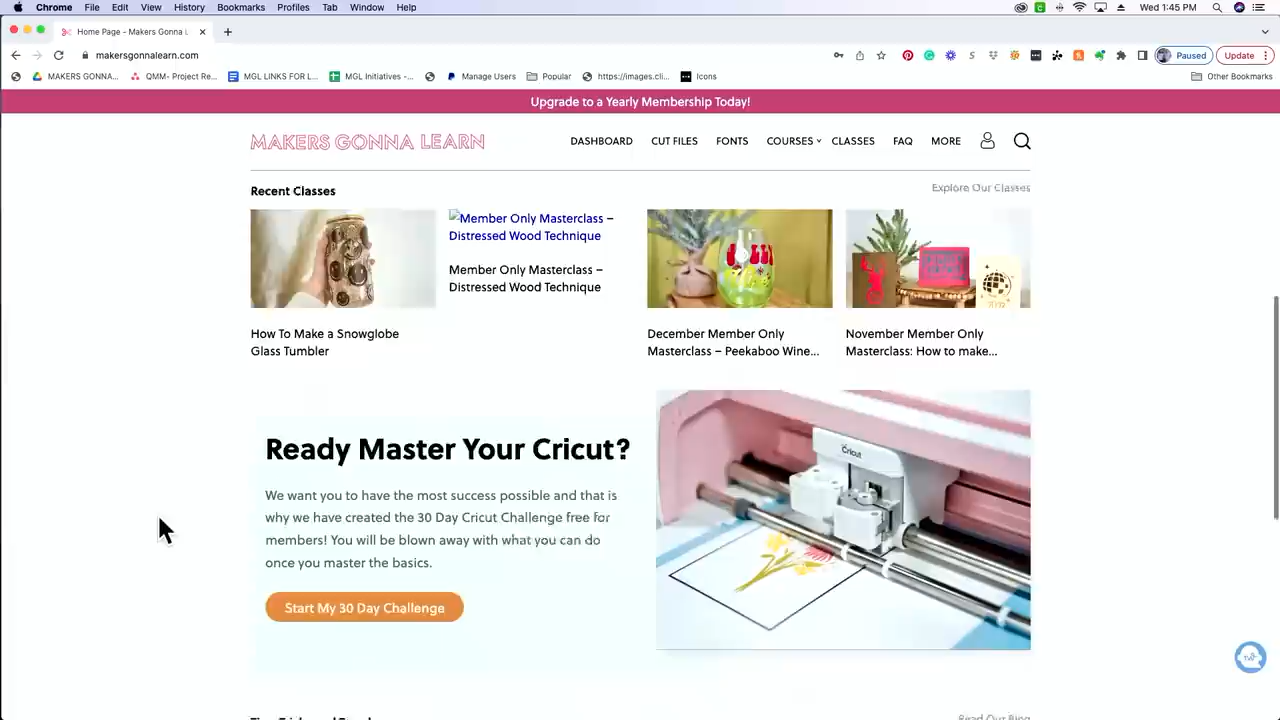 Chrome File Edit View History Bookmarks Profiles Tab Window Help Wed 1:45 PM
Home Page - Makers Gonna L
makersgonnalearn.com Paused Update
MAKERS GONNA... QMM- Project Re... MGL LINKS FOR L... MGL Initiatives -... Manage Users Popular https://images.cli... Icons Other Bookmarks
Upgrade to a Yearly Membership Today!
MAKERS GONNA LEARN DASHBOARD CUT FILES FONTS COURSES CLASSES FAQ MORE
Recent Classes Explore Our Classes
Member Only Masterclass –
Distressed Wood Technique
Member Only Masterclass –
Distressed Wood Technique
How To Make a Snowglobe
Glass Tumbler
December Member Only
Masterclass – Peekaboo Wine...
November Member Only
Masterclass: How to make...
Ready Master Your Cricut?
We want you to have the most success possible and that is
why we have created the 30 Day Cricut Challenge free for
members! You will be blown away with what you can do
once you master the basics.
Start My 30 Day Challenge
Cricut
Read Our Blog